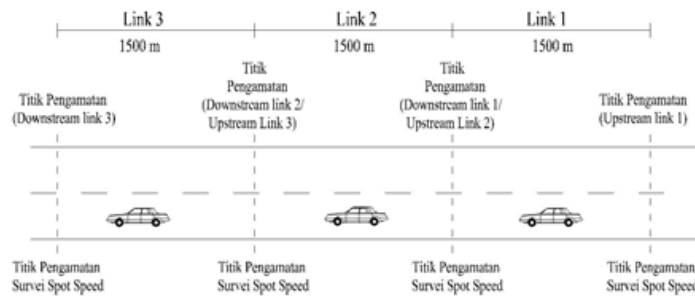 Link 3
Link 2
Link 1
1500 m
1500 m
1500 m
Titik Pengamatan
(Downstream link 3)
Titik
Pengamatan
(Downstream link 2/
Upstream Link 3)
Titik
Pengamatan
(Downstream link 1/
Upstream Link 2)
Titik Pengamatan
(Upstream link 1)
Titik Pengamatan
Survei Spot Speed
Titik Pengamatan
Survei Spot Speed
Titik Pengamatan
Survei Spot Speed
Titik Pengamatan
Survei Spot Speed